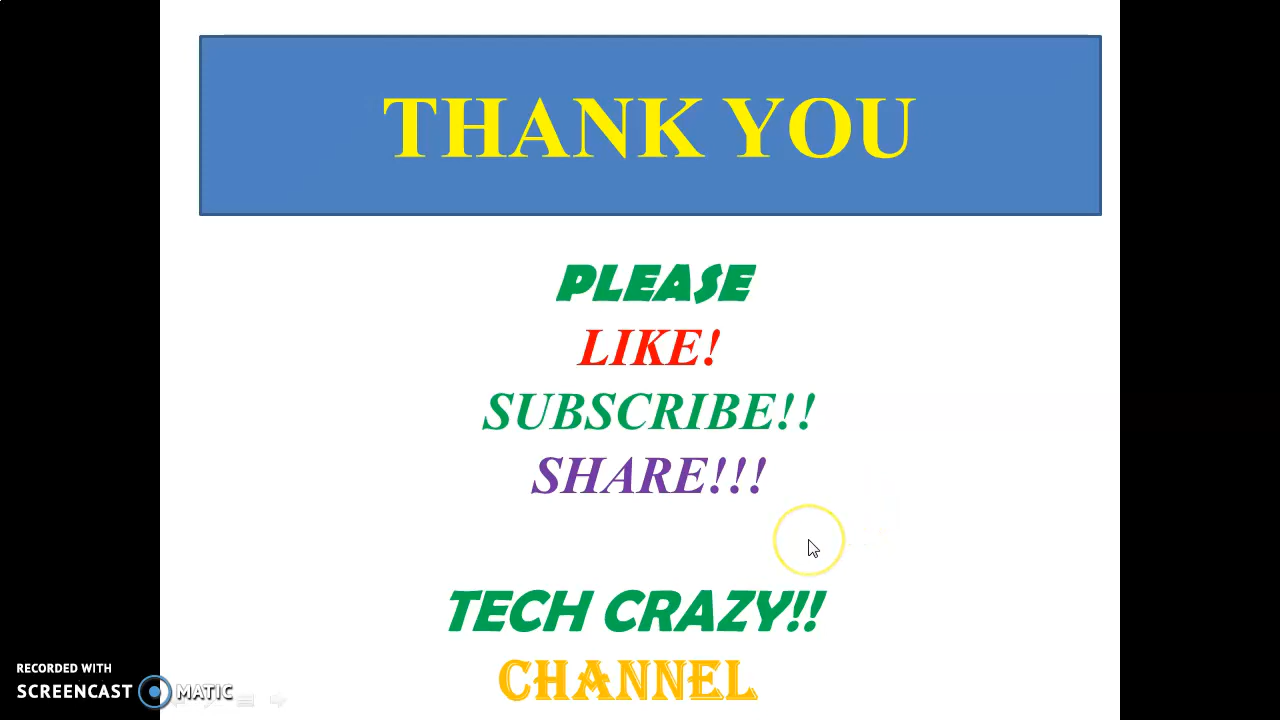 THANK YOU
PLEASE
LIKE!
SUBSCRIBE!!
SHARE!!!
TECH CRAZY!!
CHANNEL
RECORDED WITH
SCREENCAST MATIC